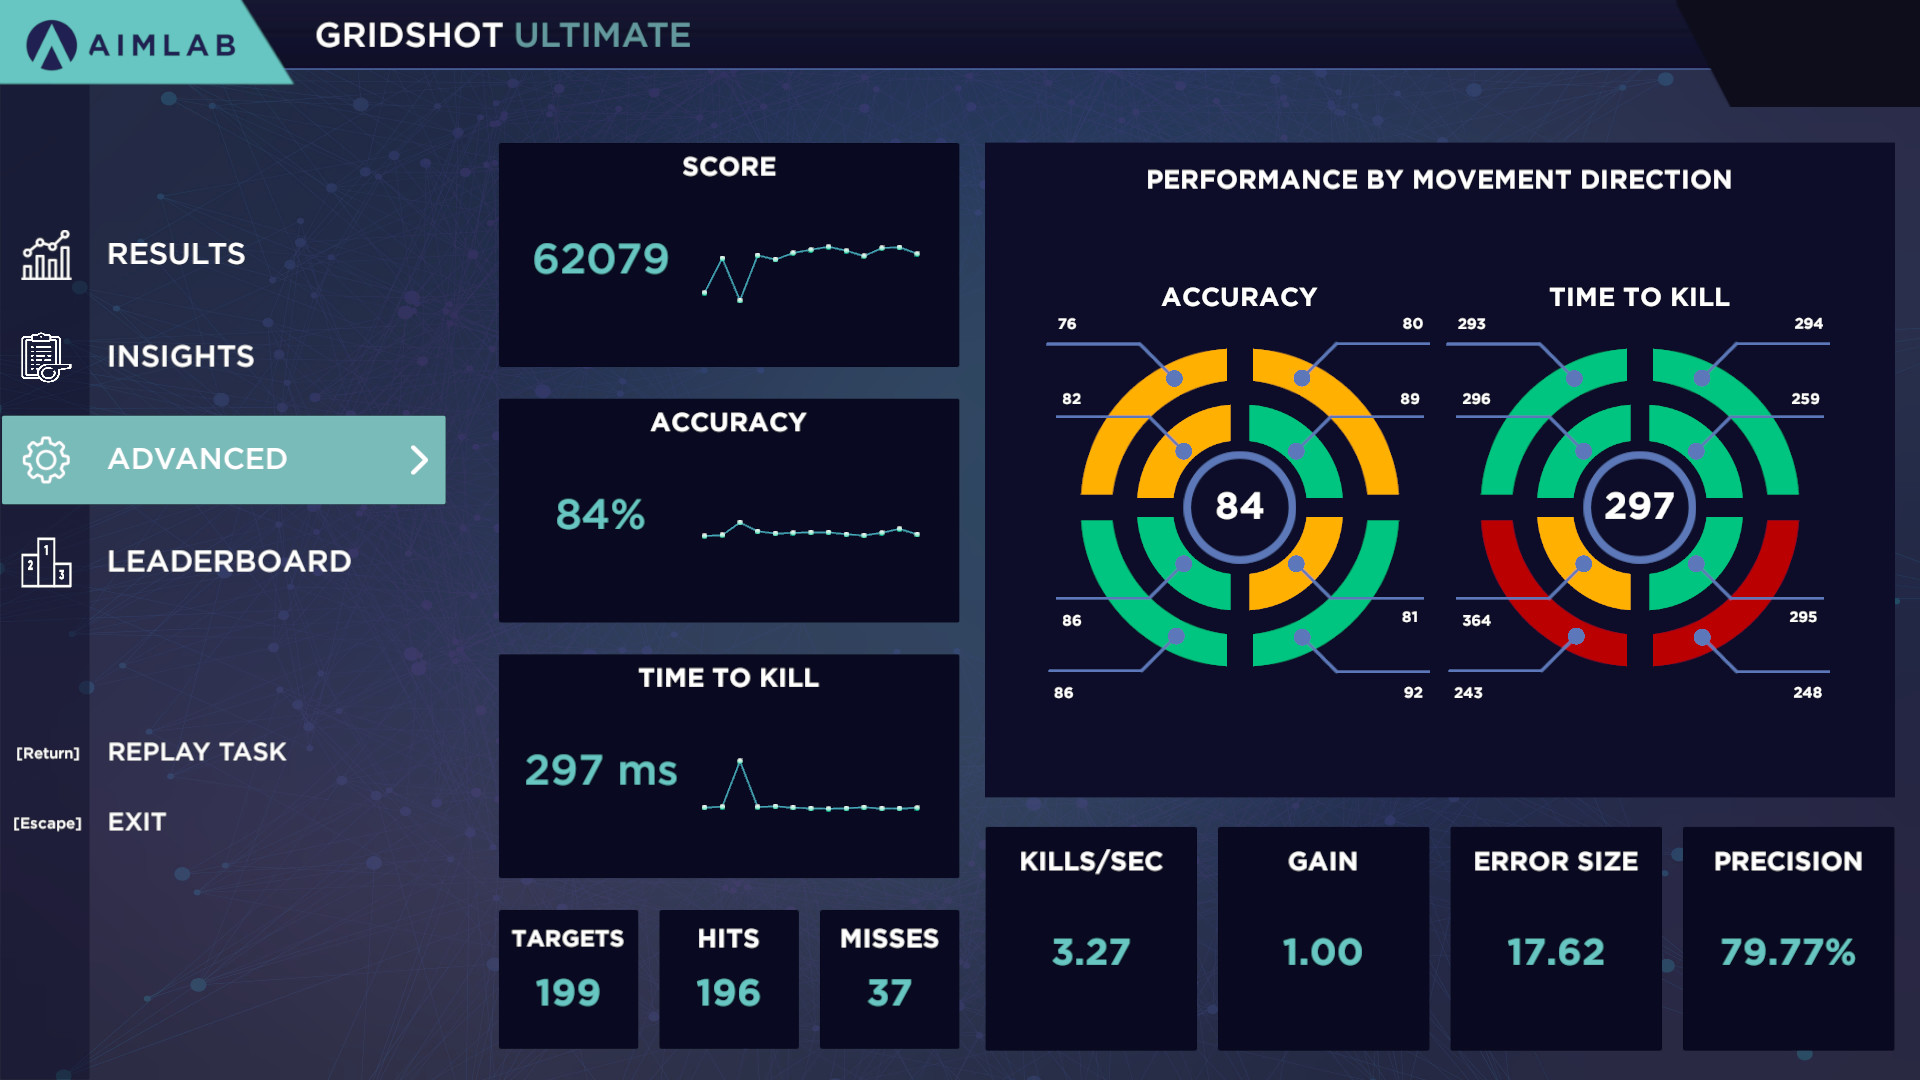 AIMLAB
GRIDSHOT ULTIMATE
RESULTS
INSIGHTS
ADVANCED
LEADERBOARD
1
2
3
[Return] REPLAY TASK
[Escape] EXIT
SCORE
62079
ACCURACY
84%
TIME TO KILL
297 ms
TARGETS
199
HITS
196
MISSES
37
PERFORMANCE BY MOVEMENT DIRECTION
ACCURACY
76
80
82
89
84
86
81
86
92
TIME TO KILL
293
294
296
259
297
364
295
243
248
KILLS/SEC
3.27
GAIN
1.00
ERROR SIZE
17.62
PRECISION
79.77%